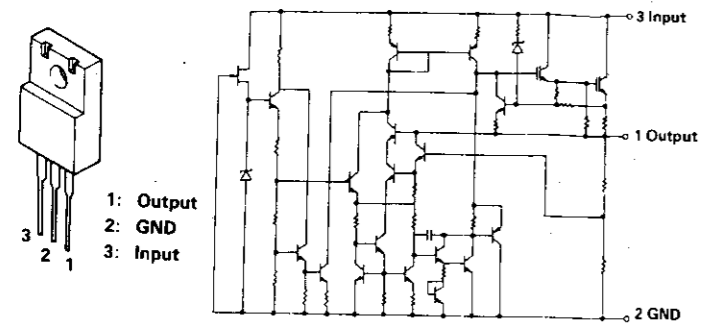 3
2
1
1: Output
2: GND
3: Input
3 Input
1 Output
2 GND